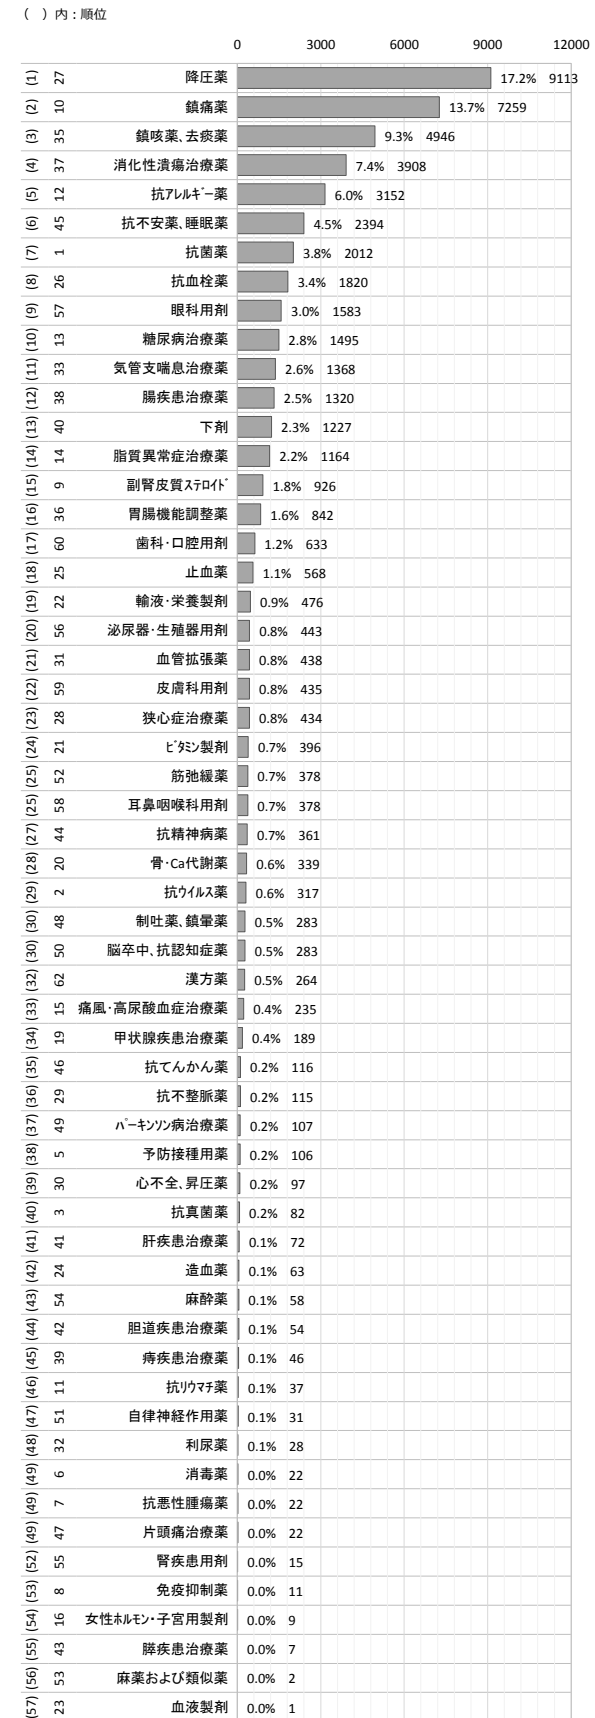 （　）内：順位
0 3000 6000 9000 12000
(1) 27 降圧薬 17.2% 9113
(2) 10 鎮痛薬 13.7% 7259
(3) 35 鎮咳薬、去痰薬 9.3% 4946
(4) 37 消化性潰瘍治療薬 7.4% 3908
(5) 12 抗ｱﾚﾙｷﾞｰ薬 6.0% 3152
(6) 45 抗不安薬、睡眠薬 4.5% 2394
(7) 1 抗菌薬 3.8% 2012
(8) 26 抗血栓薬 3.4% 1820
(9) 57 眼科用剤 3.0% 1583
(10) 13 糖尿病治療薬 2.8% 1495
(11) 33 気管支喘息治療薬 2.6% 1368
(12) 38 腸疾患治療薬 2.5% 1320
(13) 40 下剤 2.3% 1227
(14) 14 脂質異常症治療薬 2.2% 1164
(15) 9 副腎皮質ｽﾃﾛｲﾄﾞ 1.8% 926
(16) 36 胃腸機能調整薬 1.6% 842
(17) 60 歯科･口腔用剤 1.2% 633
(18) 25 止血薬 1.1% 568
(19) 22 輸液･栄養製剤 0.9% 476
(20) 56 泌尿器･生殖器用剤 0.8% 443
(21) 31 血管拡張薬 0.8% 438
(22) 59 皮膚科用剤 0.8% 435
(23) 28 狭心症治療薬 0.8% 434
(24) 21 ﾋﾞﾀﾐﾝ製剤 0.7% 396
(25) 52 筋弛緩薬 0.7% 378
(25) 58 耳鼻咽喉科用剤 0.7% 378
(27) 44 抗精神病薬 0.7% 361
(28) 20 骨･Ca代謝薬 0.6% 339
(29) 2 抗ｳｲﾙｽ薬 0.6% 317
(30) 48 制吐薬、鎮暈薬 0.5% 283
(30) 50 脳卒中、抗認知症薬 0.5% 283
(32) 62 漢方薬 0.5% 264
(33) 15 痛風･高尿酸血症治療薬 0.4% 235
(34) 19 甲状腺疾患治療薬 0.4% 189
(35) 46 抗てんかん薬 0.2% 116
(36) 29 抗不整脈薬 0.2% 115
(37) 49 ﾊﾟｰｷﾝｿﾝ病治療薬 0.2% 107
(38) 5 予防接種用薬 0.2% 106
(39) 30 心不全、昇圧薬 0.2% 97
(40) 3 抗真菌薬 0.2% 82
(41) 41 肝疾患治療薬 0.1% 72
(42) 24 造血薬 0.1% 63
(43) 54 麻酔薬 0.1% 58
(44) 42 胆道疾患治療薬 0.1% 54
(45) 39 痔疾患治療薬 0.1% 46
(46) 11 抗ﾘｳﾏﾁ薬 0.1% 37
(47) 51 自律神経作用薬 0.1% 31
(48) 32 利尿薬 0.1% 28
(49) 6 消毒薬 0.0% 22
(49) 7 抗悪性腫瘍薬 0.0% 22
(49) 47 片頭痛治療薬 0.0% 22
(52) 55 腎疾患用剤 0.0% 15
(53) 8 免疫抑制薬 0.0% 11
(54) 16 女性ﾎﾙﾓﾝ･子宮用製剤 0.0% 9
(55) 43 膵疾患治療薬 0.0% 7
(56) 53 麻薬および類似薬 0.0% 2
(57) 23 血液製剤 0.0% 1